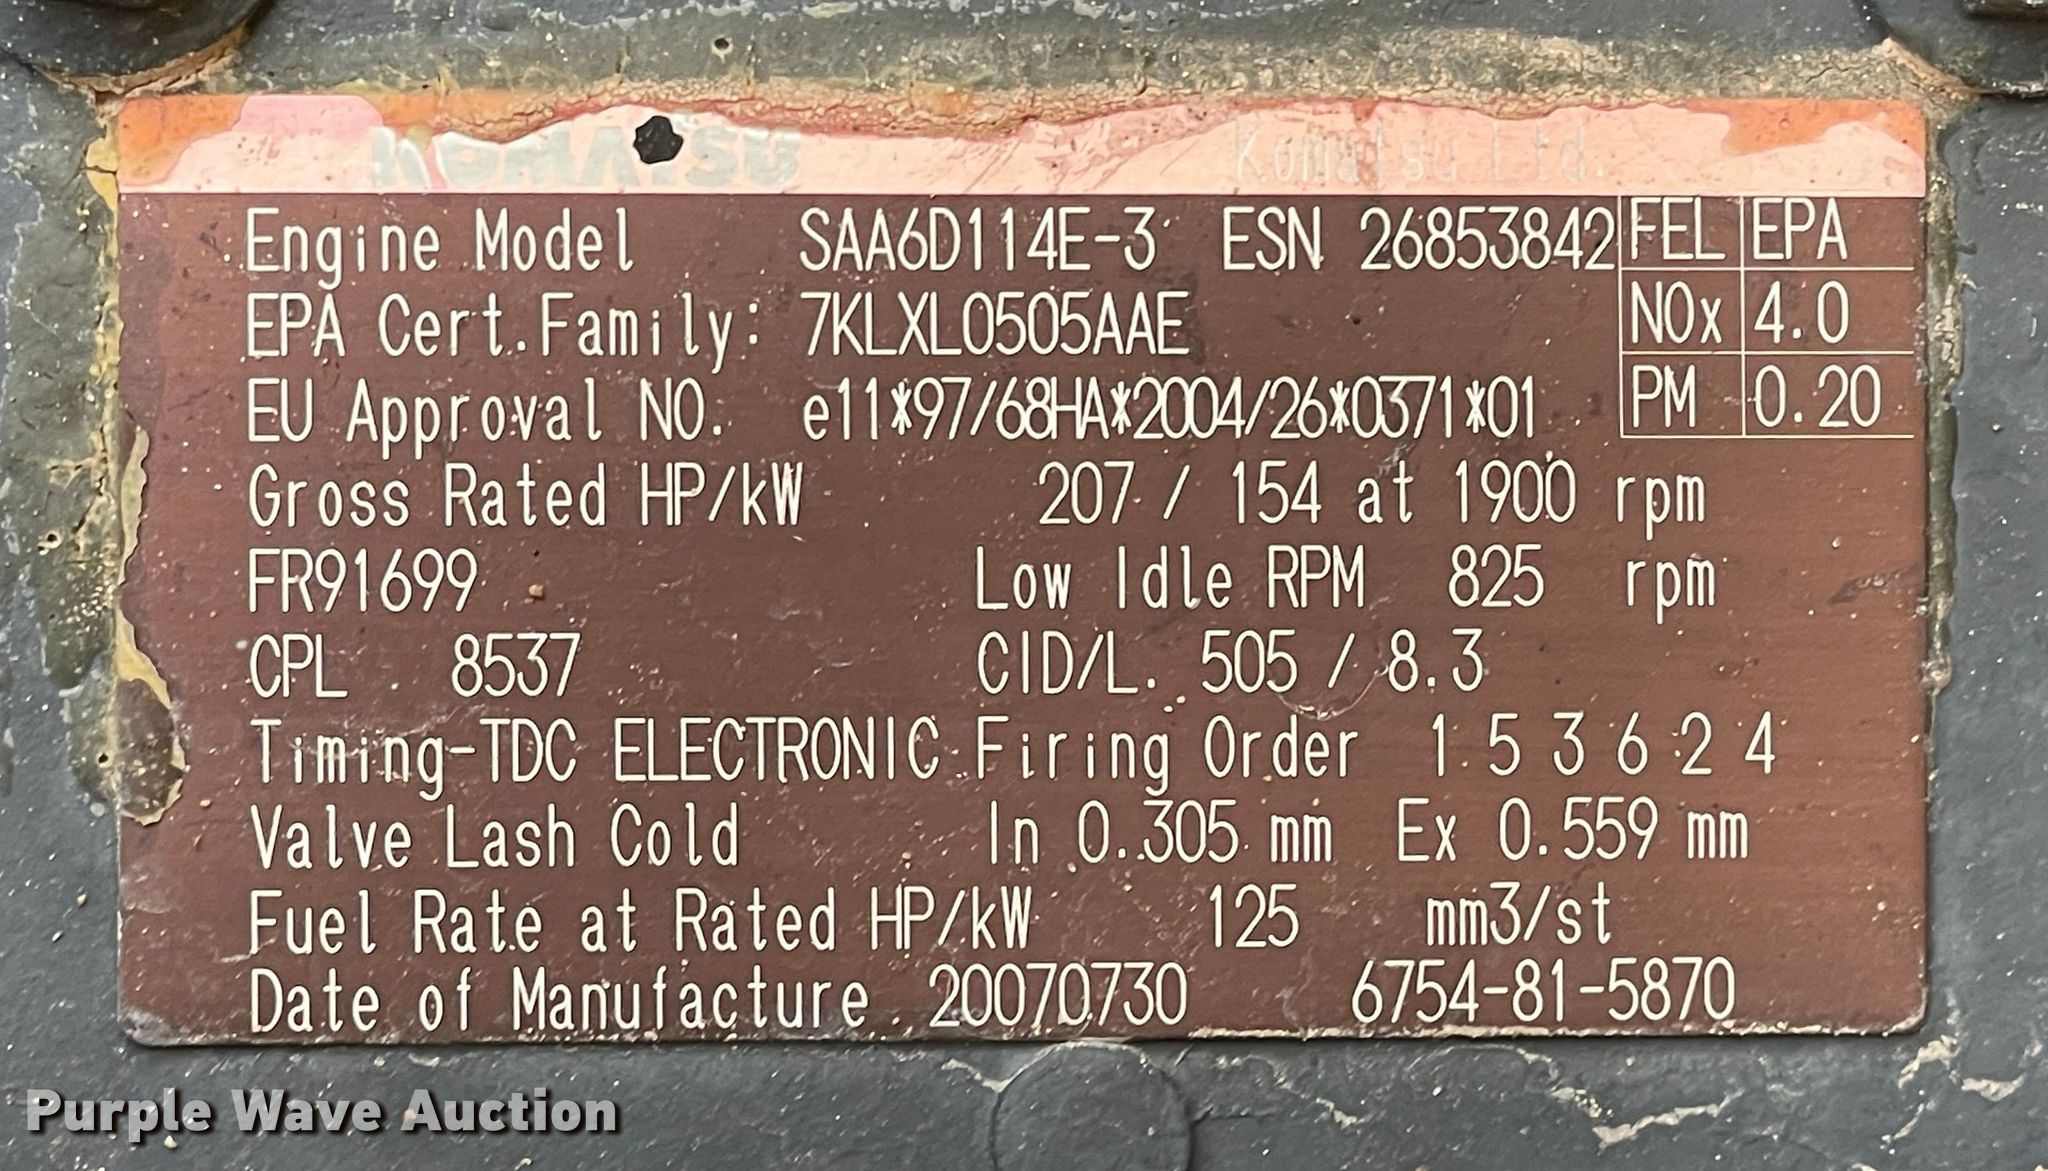 KOMATSU Komatsu Ltd.
Engine Model SAA6D114E-3 ESN 26853842 FEL EPA
EPA Cert.Family: 7KLXL0505AAE NOx 4.0
EU Approval NO. e11*97/68HA*2004/26*0371*01 PM 0.20
Gross Rated HP/kW 207 / 154 at 1900 rpm
FR91699 Low Idle RPM 825 rpm
CPL 8537 CID/L. 505 / 8.3
Timing-TDC ELECTRONIC Firing Order 1 5 3 6 2 4
Valve Lash Cold In 0.305 mm Ex 0.559 mm
Fuel Rate at Rated HP/kW 125 mm3/st
Date of Manufacture 20070730 6754-81-5870
Purple Wave Auction